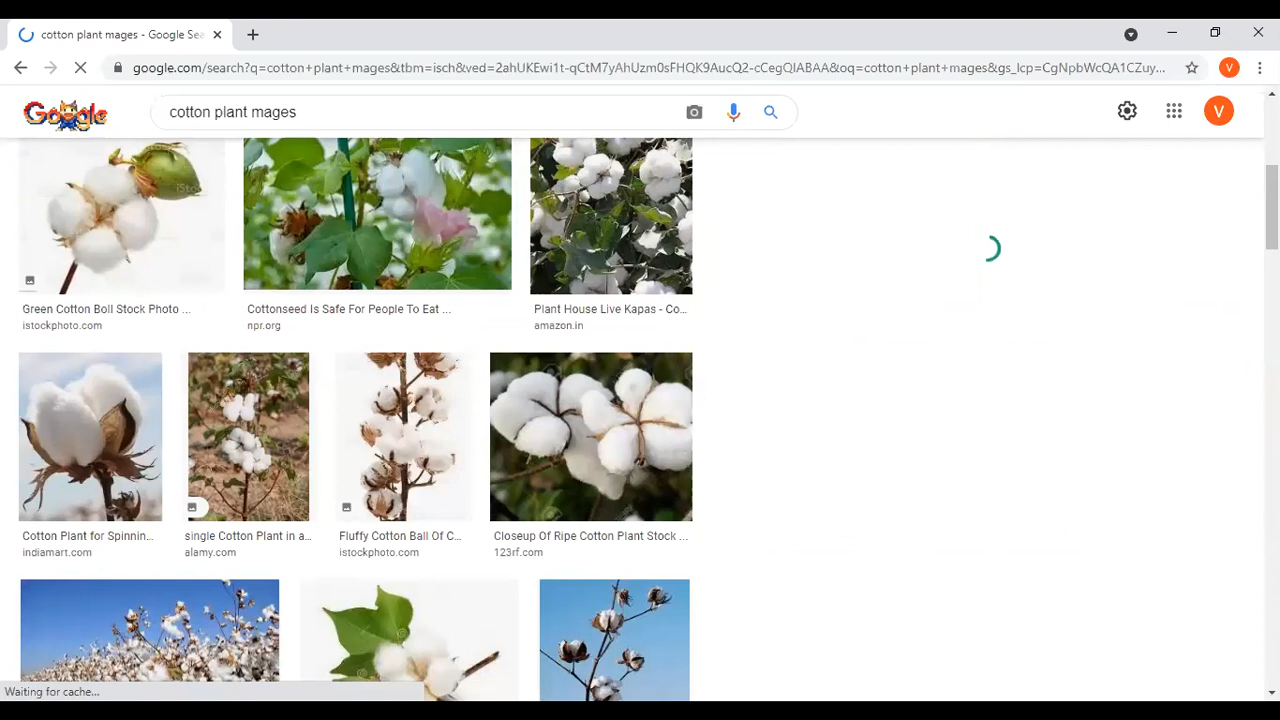 cotton plant mages - Google Sea
google.com/search?q=cotton+plant+mages&tbm=isch&ved=2ahUKEwi1t-qCtM7yAhUzm0sFHQK9AucQ2-cCegQIABAA&oq=cotton+plant+mages&gs_lcp=CgNpbWcQA1CZuy...
V
Google
cotton plant mages
V
iStock
Green Cotton Boll Stock Photo ...
istockphoto.com
Cottonseed Is Safe For People To Eat ...
npr.org
Plant House Live Kapas - Co...
amazon.in
Cotton Plant for Spinnin...
indiamart.com
single Cotton Plant in a...
alamy.com
Fluffy Cotton Ball Of C...
istockphoto.com
Closeup Of Ripe Cotton Plant Stock ...
123rf.com
Waiting for cache...